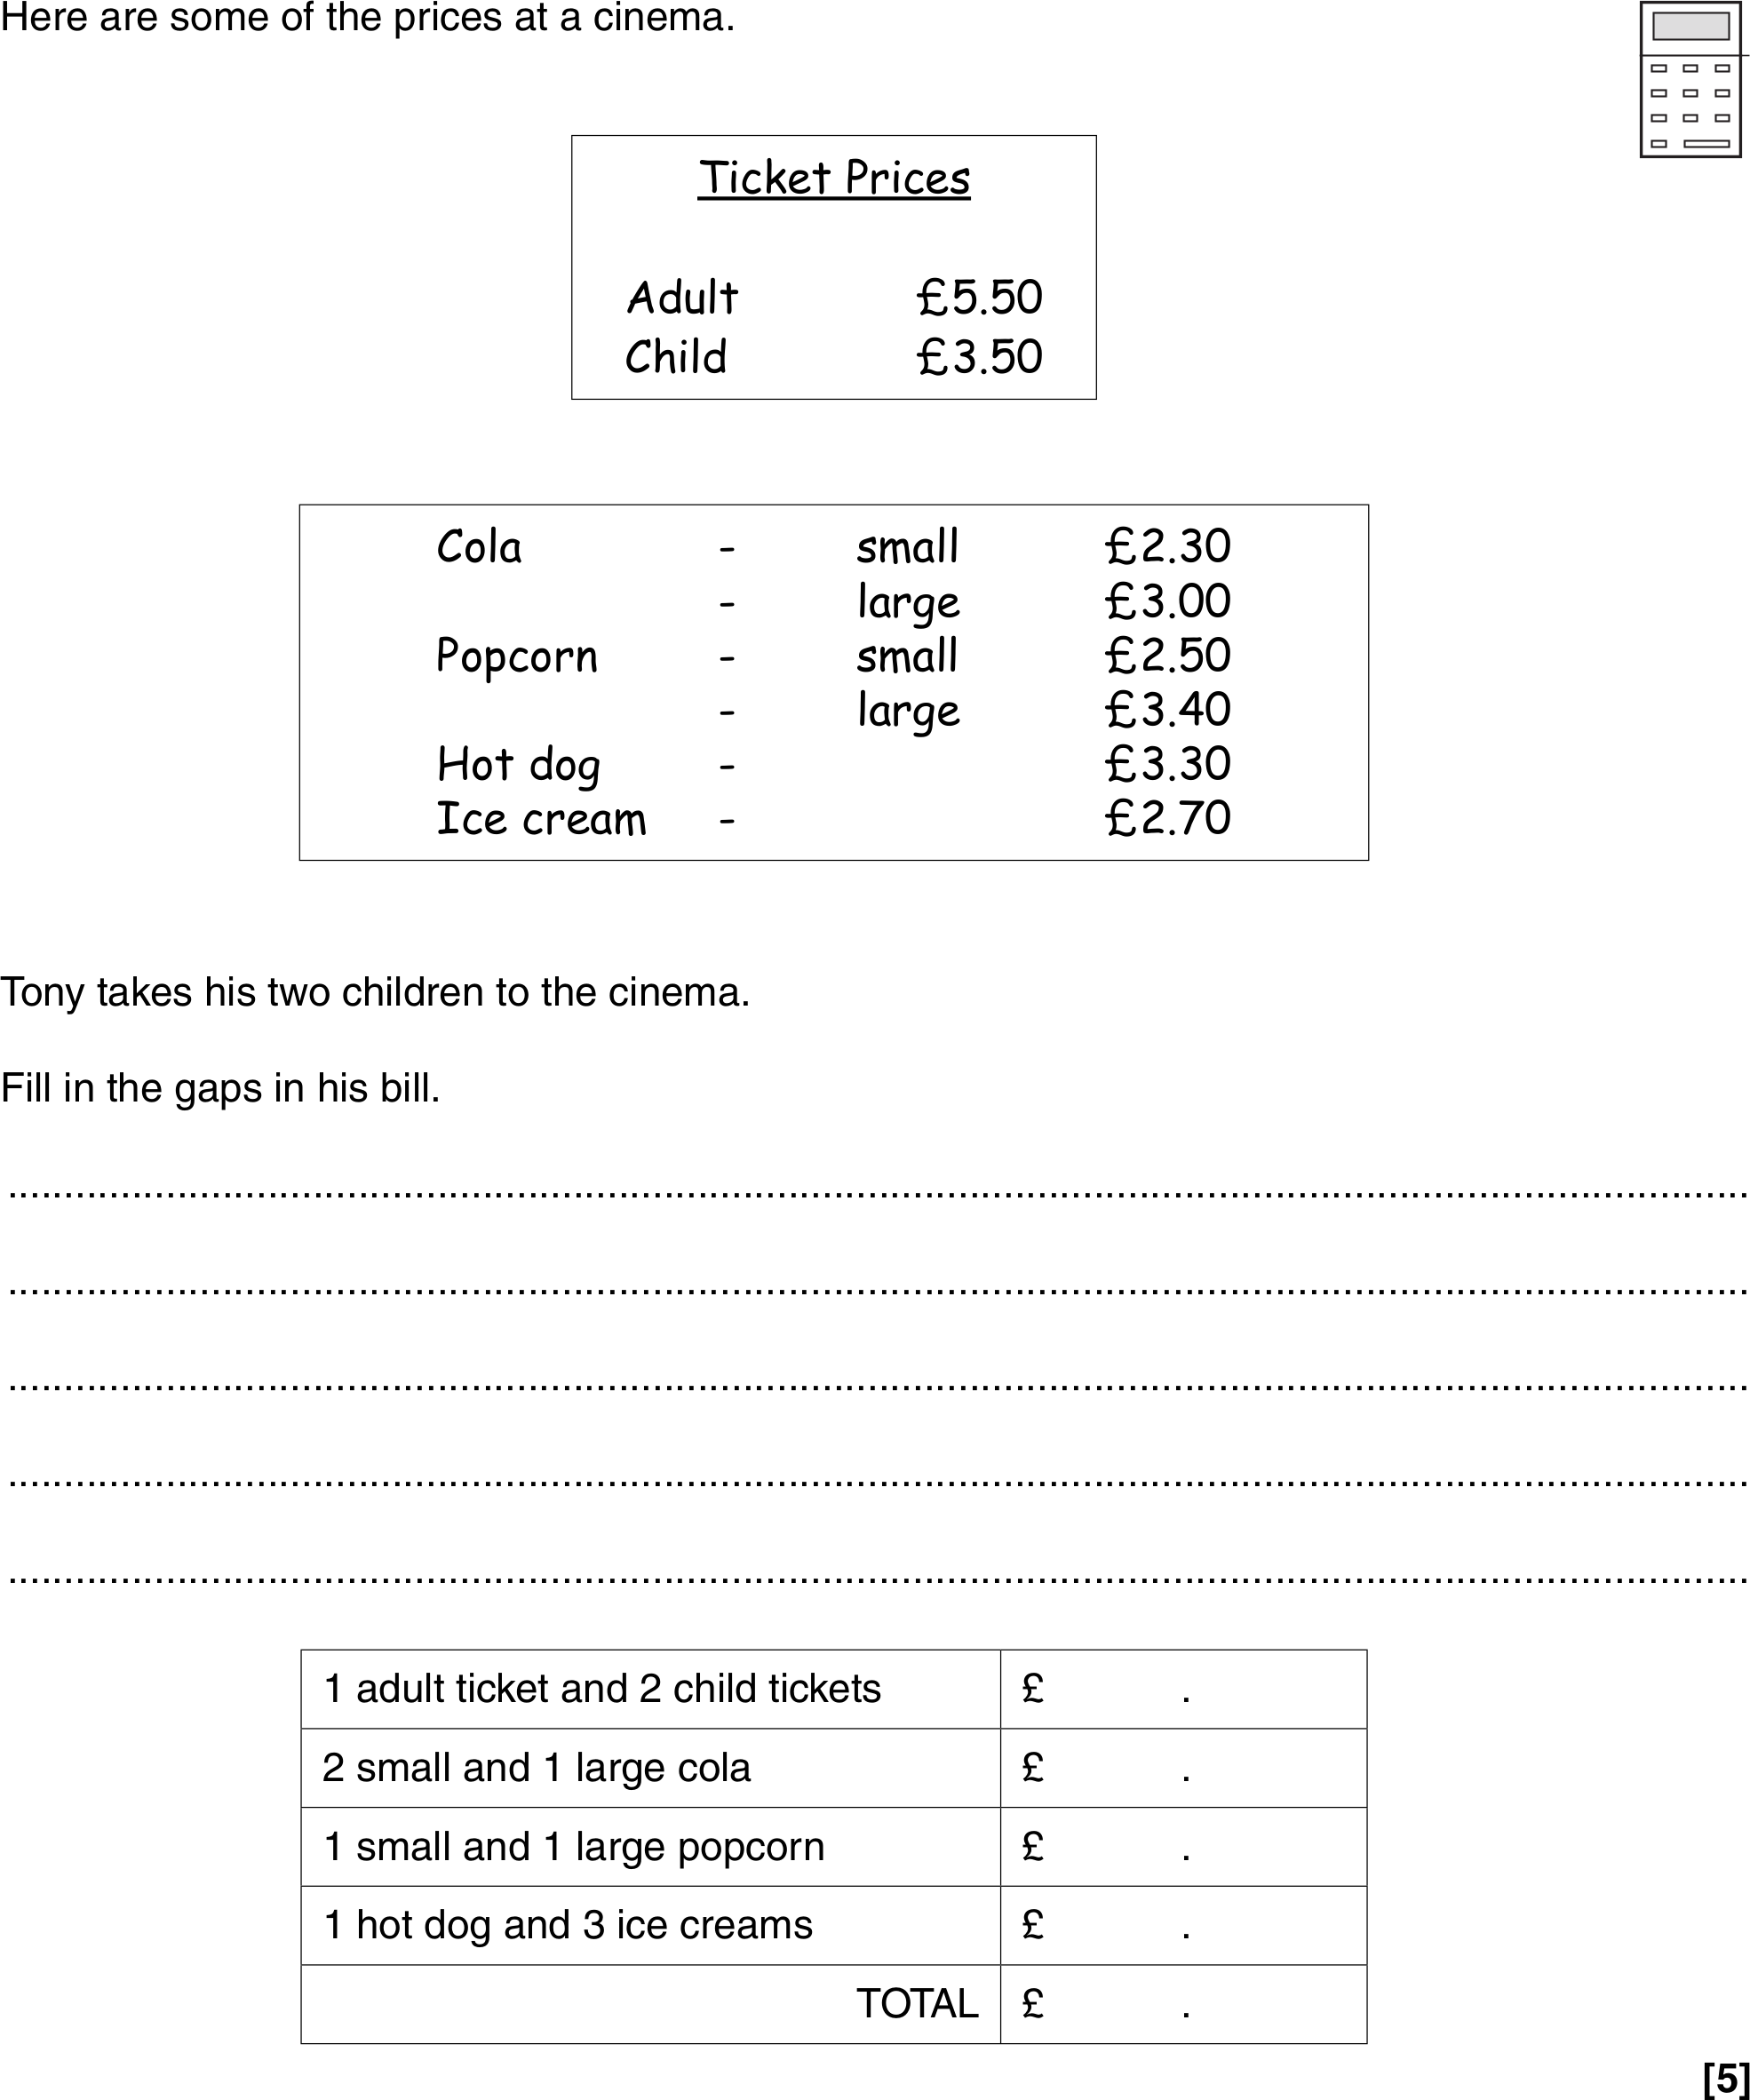 Here are some of the prices at a cinema.
Ticket Prices
Adult £5.50
Child £3.50
Cola - small £2.30
- large £3.00
Popcorn - small £2.50
- large £3.40
Hot dog - £3.30
Ice cream - £2.70
Tony takes his two children to the cinema.
Fill in the gaps in his bill.
1 adult ticket and 2 child tickets £ .
2 small and 1 large cola £ .
1 small and 1 large popcorn £ .
1 hot dog and 3 ice creams £ .
TOTAL £ .
[5]